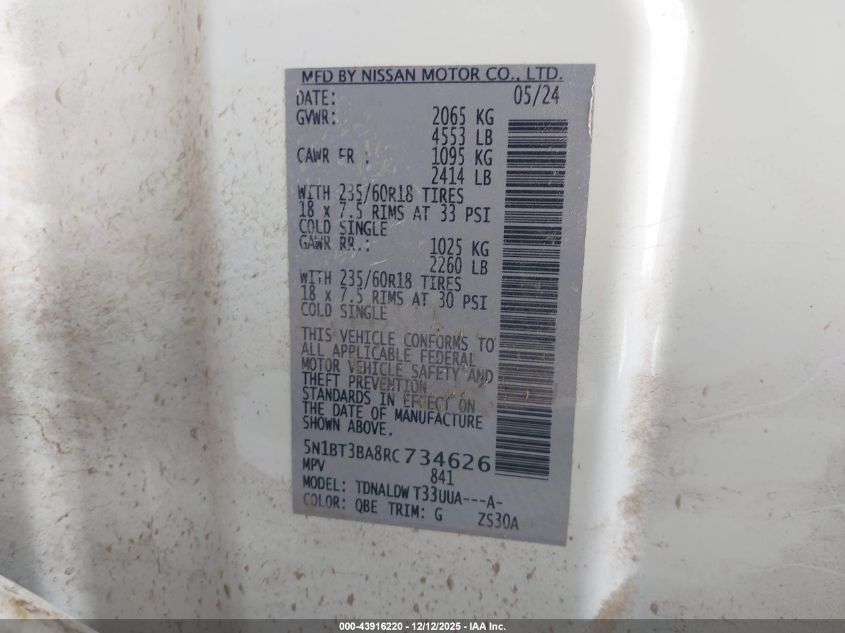 MFD BY NISSAN MOTOR CO., LTD.
DATE: 05/24
GVWR: 2065 KG
4553 LB
GAWR FR : 1095 KG
2414 LB
WITH 235/60R18 TIRES
18 x 7.5 RIMS AT 33 PSI
COLD SINGLE
GAWR RR.: 1025 KG
2260 LB
WITH 235/60R18 TIRES
18 x 7.5 RIMS AT 30 PSI
COLD SINGLE
THIS VEHICLE CONFORMS TO
ALL APPLICABLE FEDERAL
MOTOR VEHICLE SAFETY AND
THEFT PREVENTION
STANDARDS IN EFFECT ON
THE DATE OF MANUFACTURE
SHOWN ABOVE.
5N1BT3BA8RC734626
MPV 841
MODEL: TDNALDW T33UUA---A-
COLOR: QBE TRIM: G ZS30A
000-43916220 - 12/12/2025 - IAA Inc.